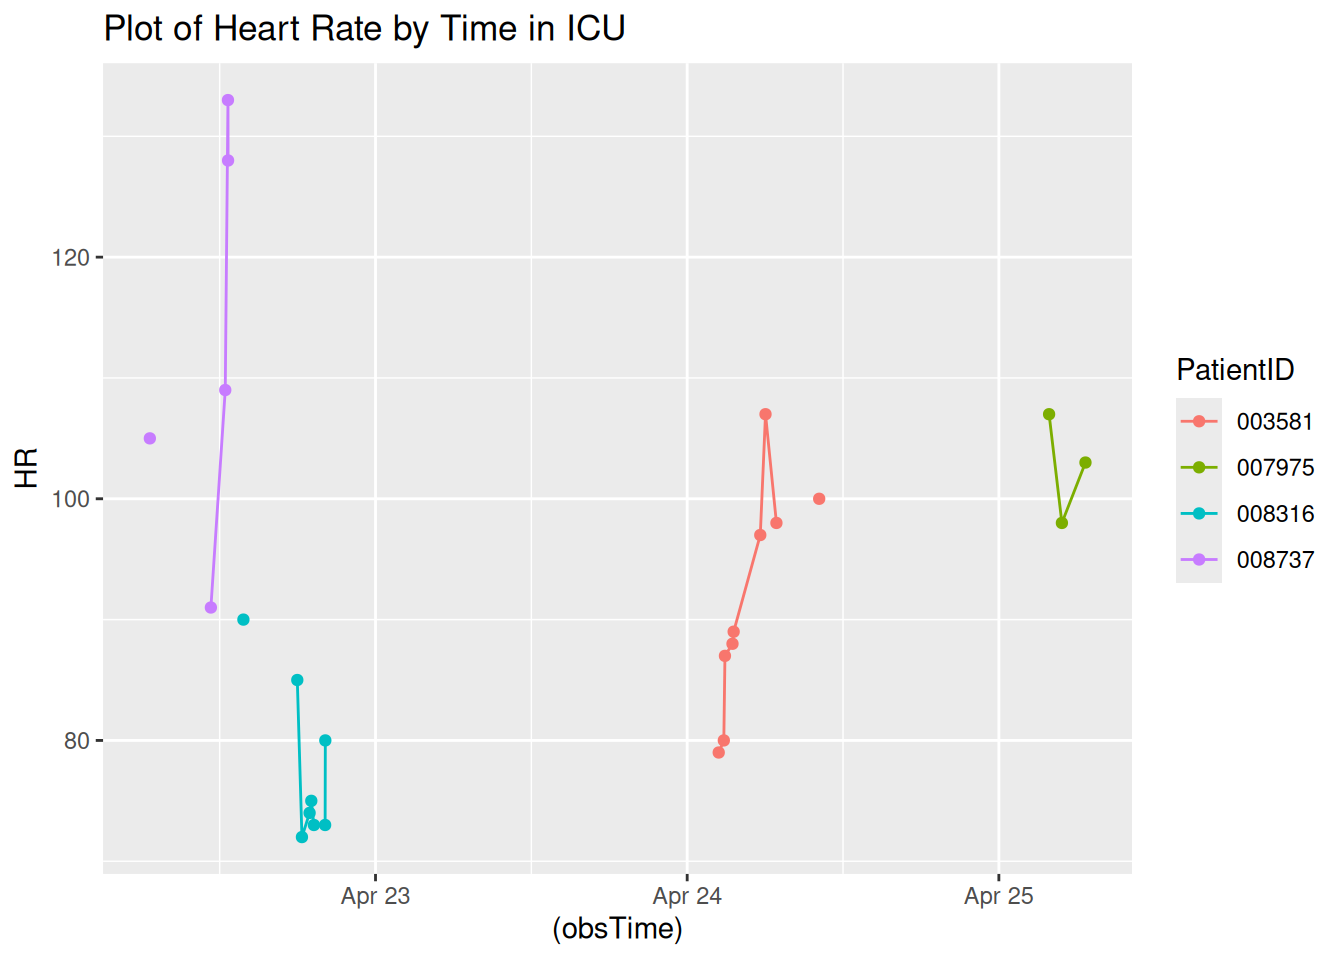 Plot of Heart Rate by Time in ICU
120
100
80
HR
Apr 23
Apr 24
Apr 25
(obsTime)
PatientID
003581
007975
008316
008737